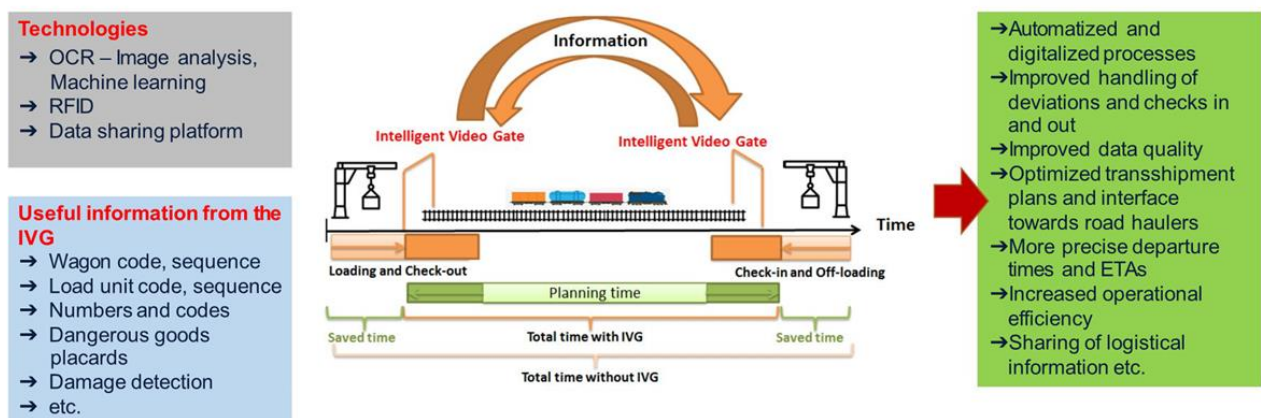 Technologies
➔ OCR – Image analysis,
Machine learning
➔ RFID
➔ Data sharing platform
Useful information from the
IVG
➔ Wagon code, sequence
➔ Load unit code, sequence
➔ Numbers and codes
➔ Dangerous goods
placards
➔ Damage detection
➔ etc.
Information
Intelligent Video Gate
Intelligent Video Gate
Time
Loading and Check-out
Check-in and Off-loading
Planning time
Saved time
Total time with IVG
Saved time
Total time without IVG
➔Automatized and
digitalized processes
➔Improved handling of
deviations and checks in
and out
➔Improved data quality
➔Optimized transshipment
plans and interface
towards road haulers
➔More precise departure
times and ETAs
➔Increased operational
efficiency
➔Sharing of logistical
information etc.